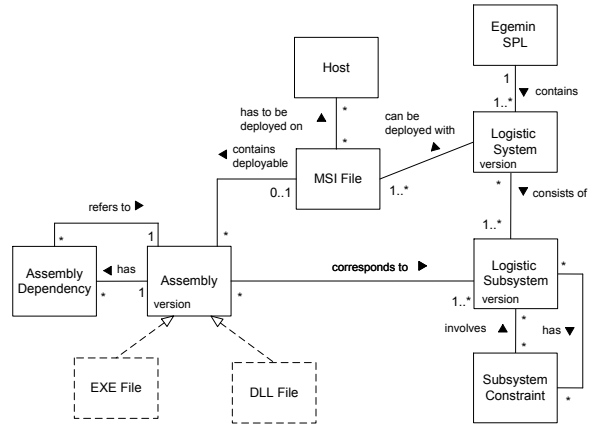 Egemin
SPL
1
▼ contains
1..*
Host
*
has to be
deployed on ▲
*
can be
deployed with ▲
Logistic
System
version
◀ contains
deployable
MSI File
0..1
1..*
*
▼ consists of
1..*
refers to ▶
*
1
*
Assembly
Dependency
◀ has
*
1
Assembly
version
*
corresponds to ▶
1..*
Logistic
Subsystem
version
*
*
involves ▲
has ▼
*
Subsystem
Constraint
*
EXE File
DLL File